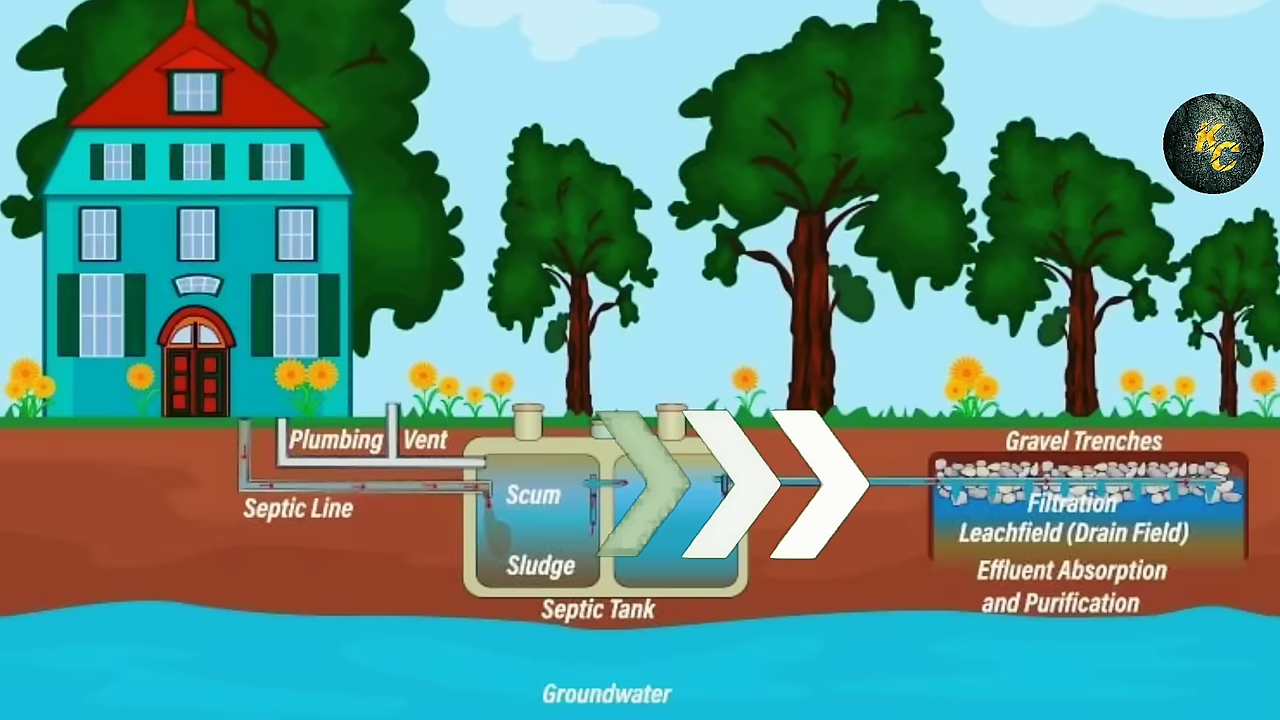 KC
Plumbing Vent
Gravel Trenches
Septic Line
Scum
Filtration
Leachfield (Drain Field)
Sludge
Effluent Absorption
and Purification
Septic Tank
Groundwater